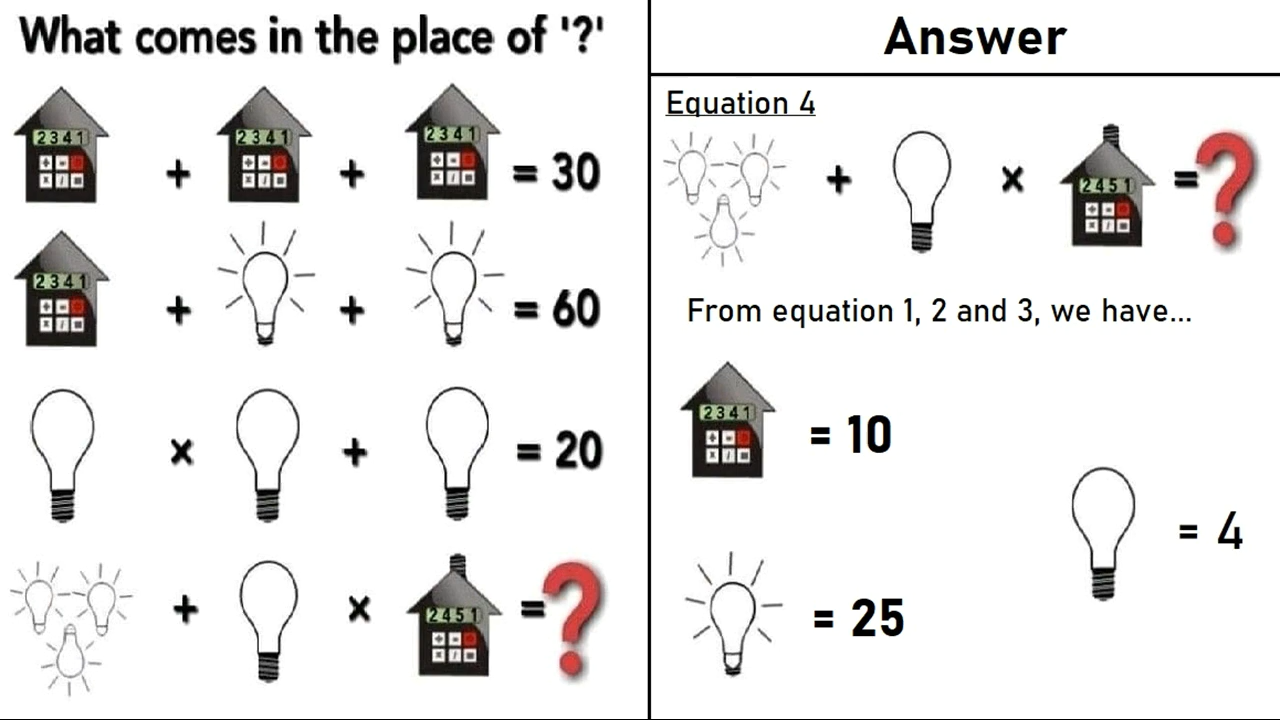 What comes in the place of '?'
2341 + 2341 + 2341 = 30
2341 + + = 60
× + = 20
+ × 2451 = ?
Answer
Equation 4
+ × 2451 = ?
From equation 1, 2 and 3, we have...
2341 = 10
= 4
= 25